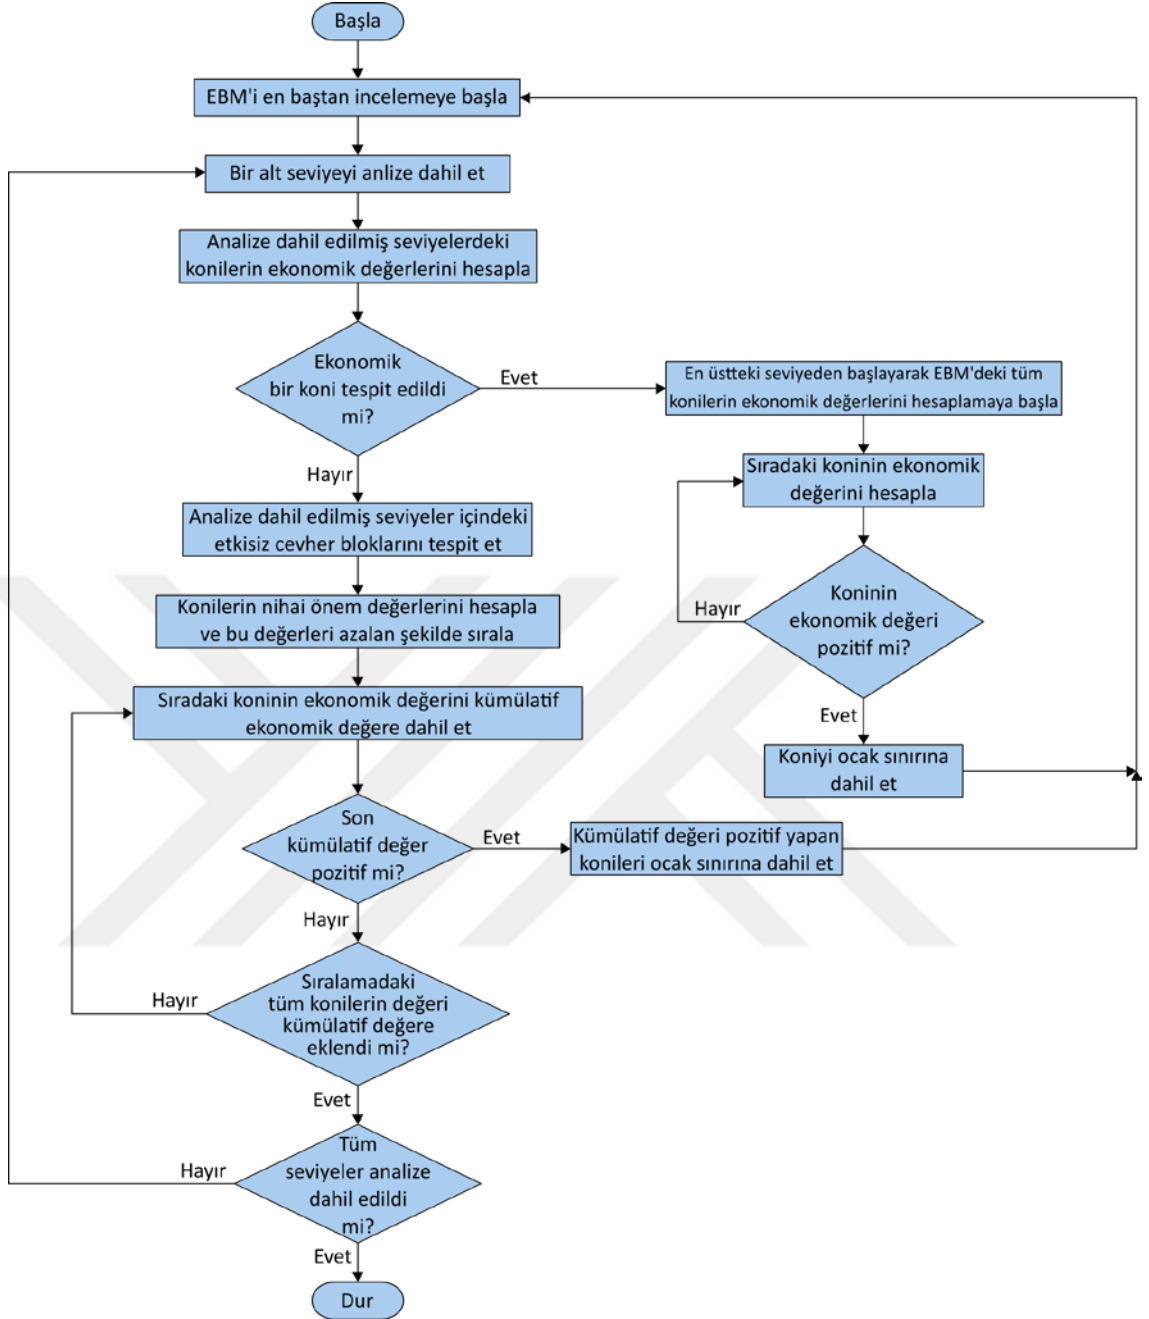 Başla
EBM'i en baştan incelemeye başla
Bir alt seviyeyi anlize dahil et
Analize dahil edilmiş seviyelerdeki
konilerin ekonomik değerlerini hesapla
Ekonomik
bir koni tespit edildi
mi?
Evet
En üstteki seviyeden başlayarak EBM'deki tüm
konilerin ekonomik değerlerini hesaplamaya başla
Sıradaki koninin ekonomik
değerini hesapla
Koninin
ekonomik değeri
pozitif mi?
Hayır
Evet
Koniyi ocak sınırına
dahil et
Hayır
Analize dahil edilmiş seviyeler içindeki
etkisiz cevher bloklarını tespit et
Konilerin nihai önem değerlerini hesapla
ve bu değerleri azalan şekilde sırala
Sıradaki koninin ekonomik değerini kümülatif
ekonomik değere dahil et
Son
kümülatif değer
pozitif mi?
Evet
Kümülatif değeri pozitif yapan
konileri ocak sınırına dahil et
Hayır
Sıralamadaki
tüm konilerin değeri
kümülatif değere
eklendi mi?
Hayır
Evet
Tüm
seviyeler analize
dahil edildi
mi?
Hayır
Evet
Dur